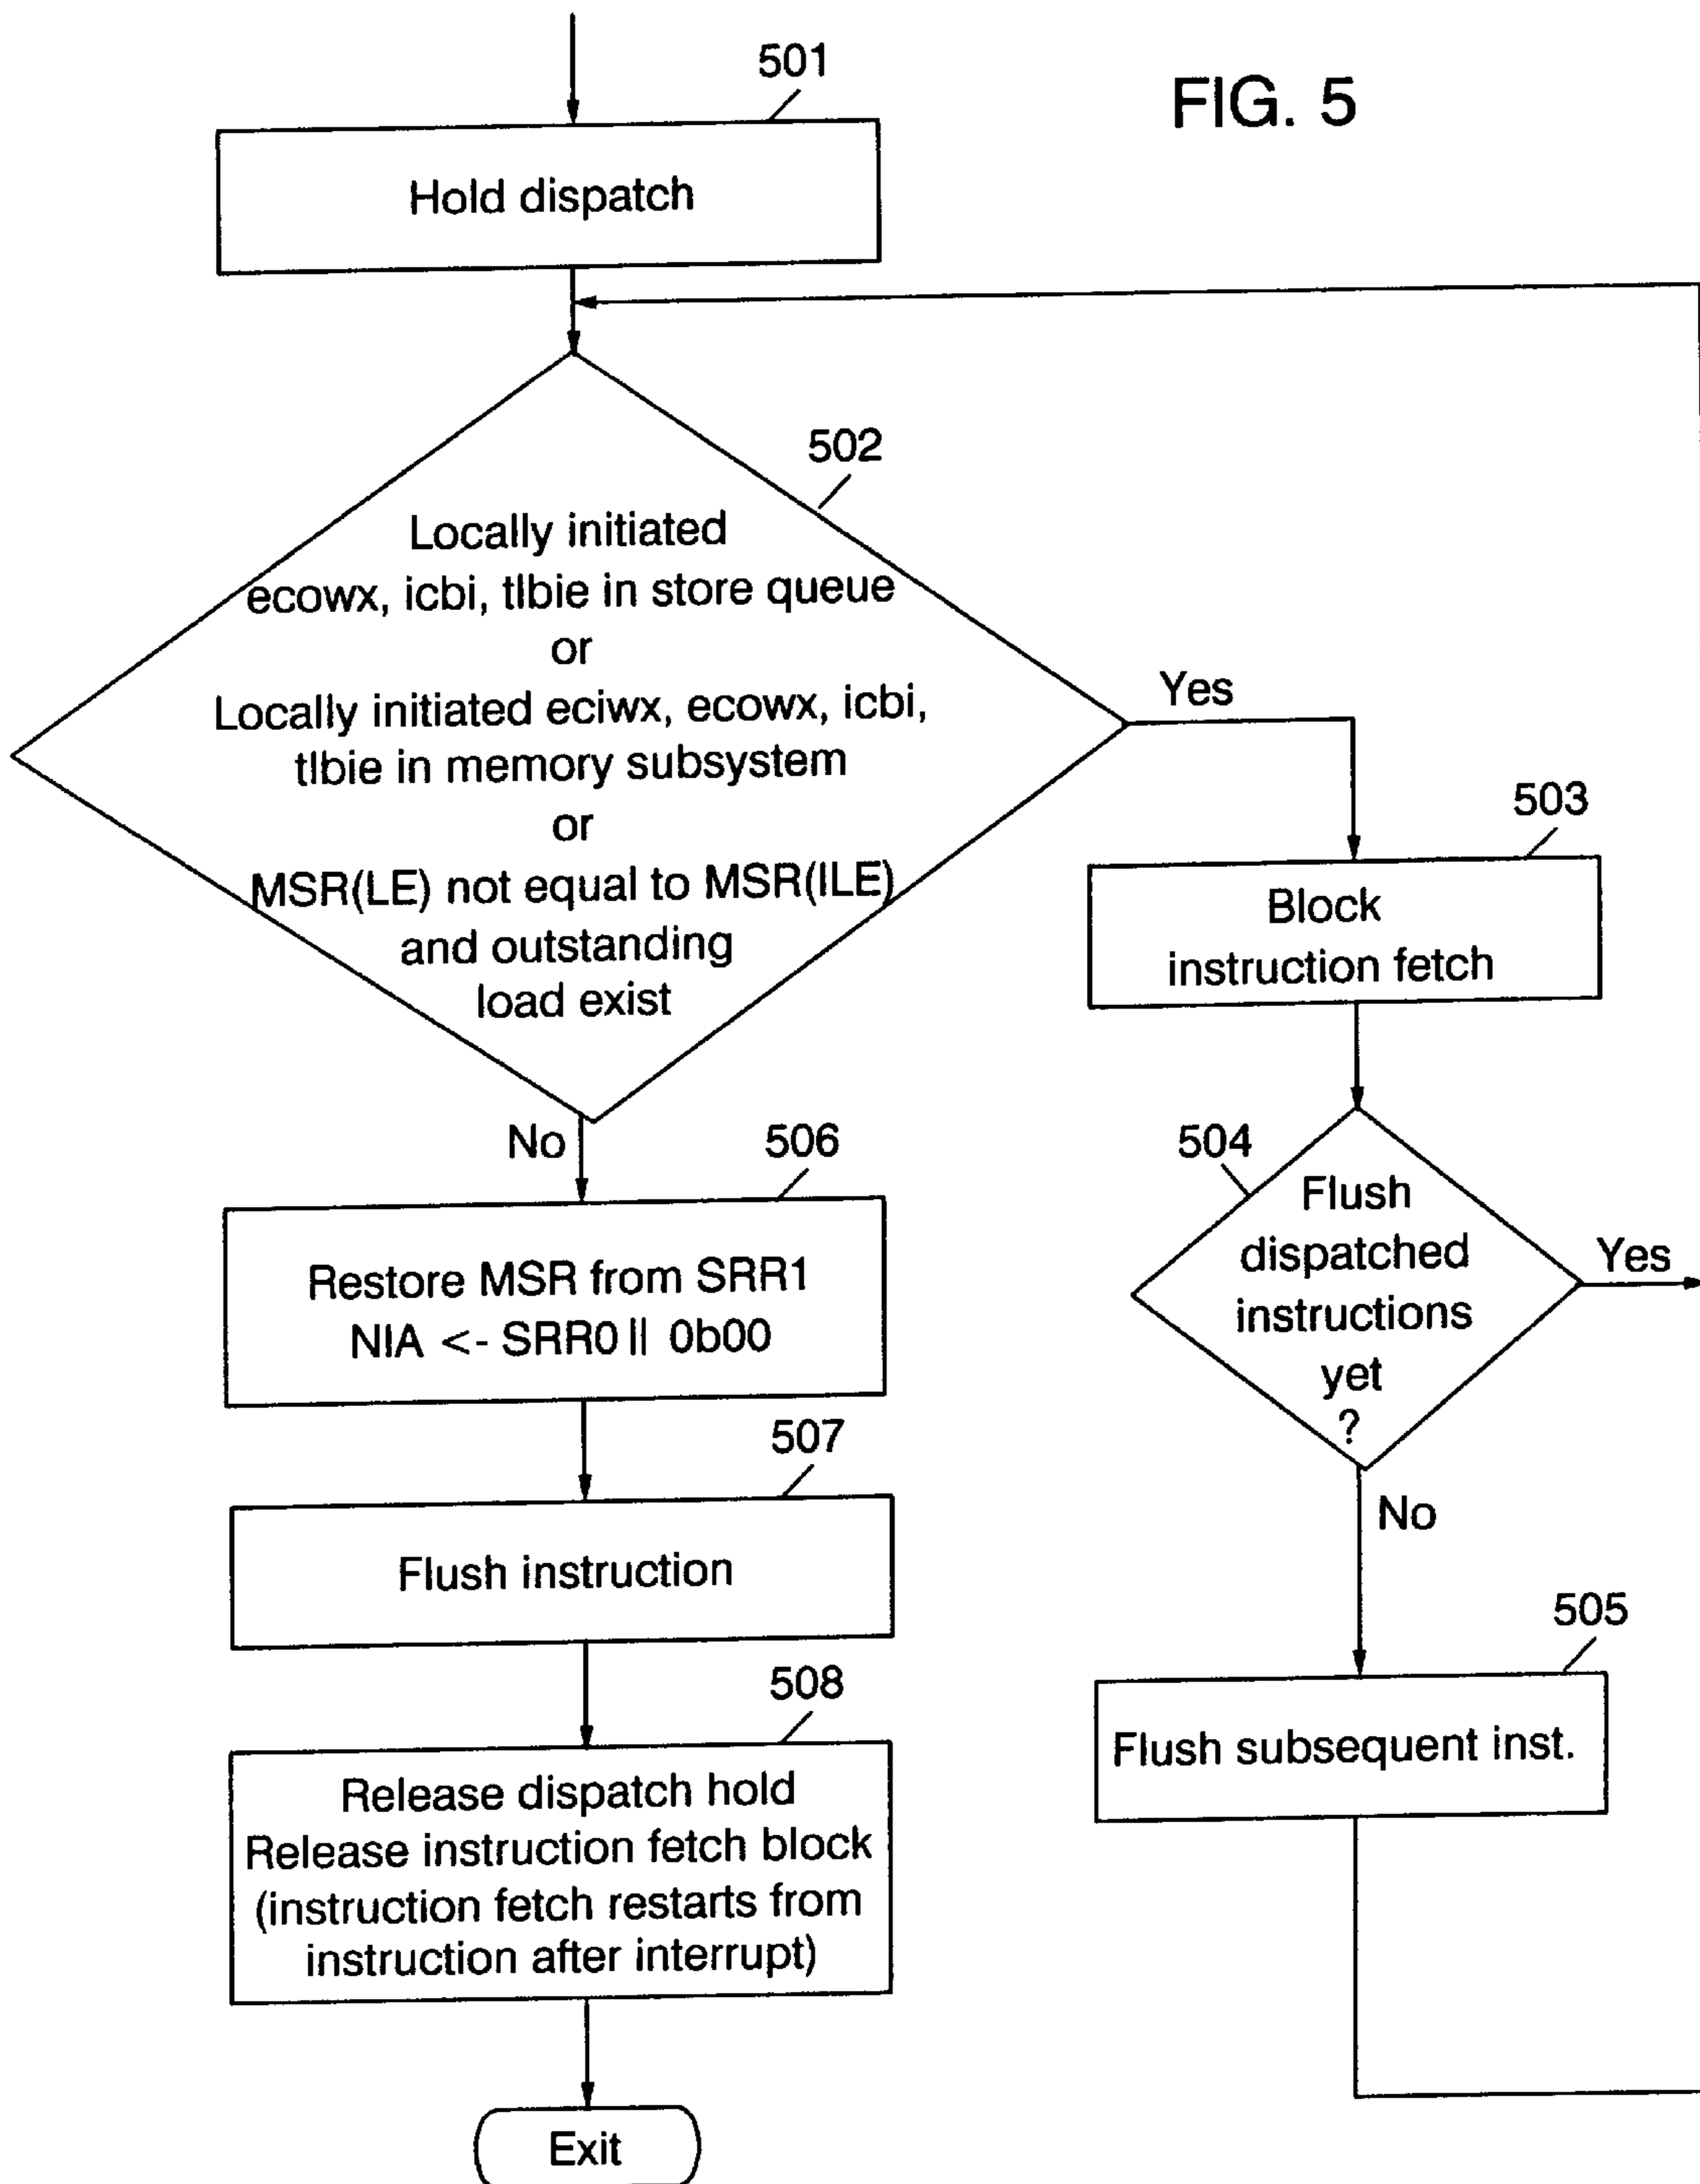 FIG. 5
501
Hold dispatch
502
Locally initiated
ecowx, icbi, tlbie in store queue
or
Locally initiated eciwx, ecowx, icbi,
tlbie in memory subsystem
or
MSR(LE) not equal to MSR(ILE)
and outstanding
load exist
Yes
503
Block
instruction fetch
504
Flush
dispatched
instructions
yet
?
Yes
No
505
Flush subsequent inst.
No
506
Restore MSR from SRR1
NIA <- SRR0 || 0b00
507
Flush instruction
508
Release dispatch hold
Release instruction fetch block
(instruction fetch restarts from
instruction after interrupt)
Exit